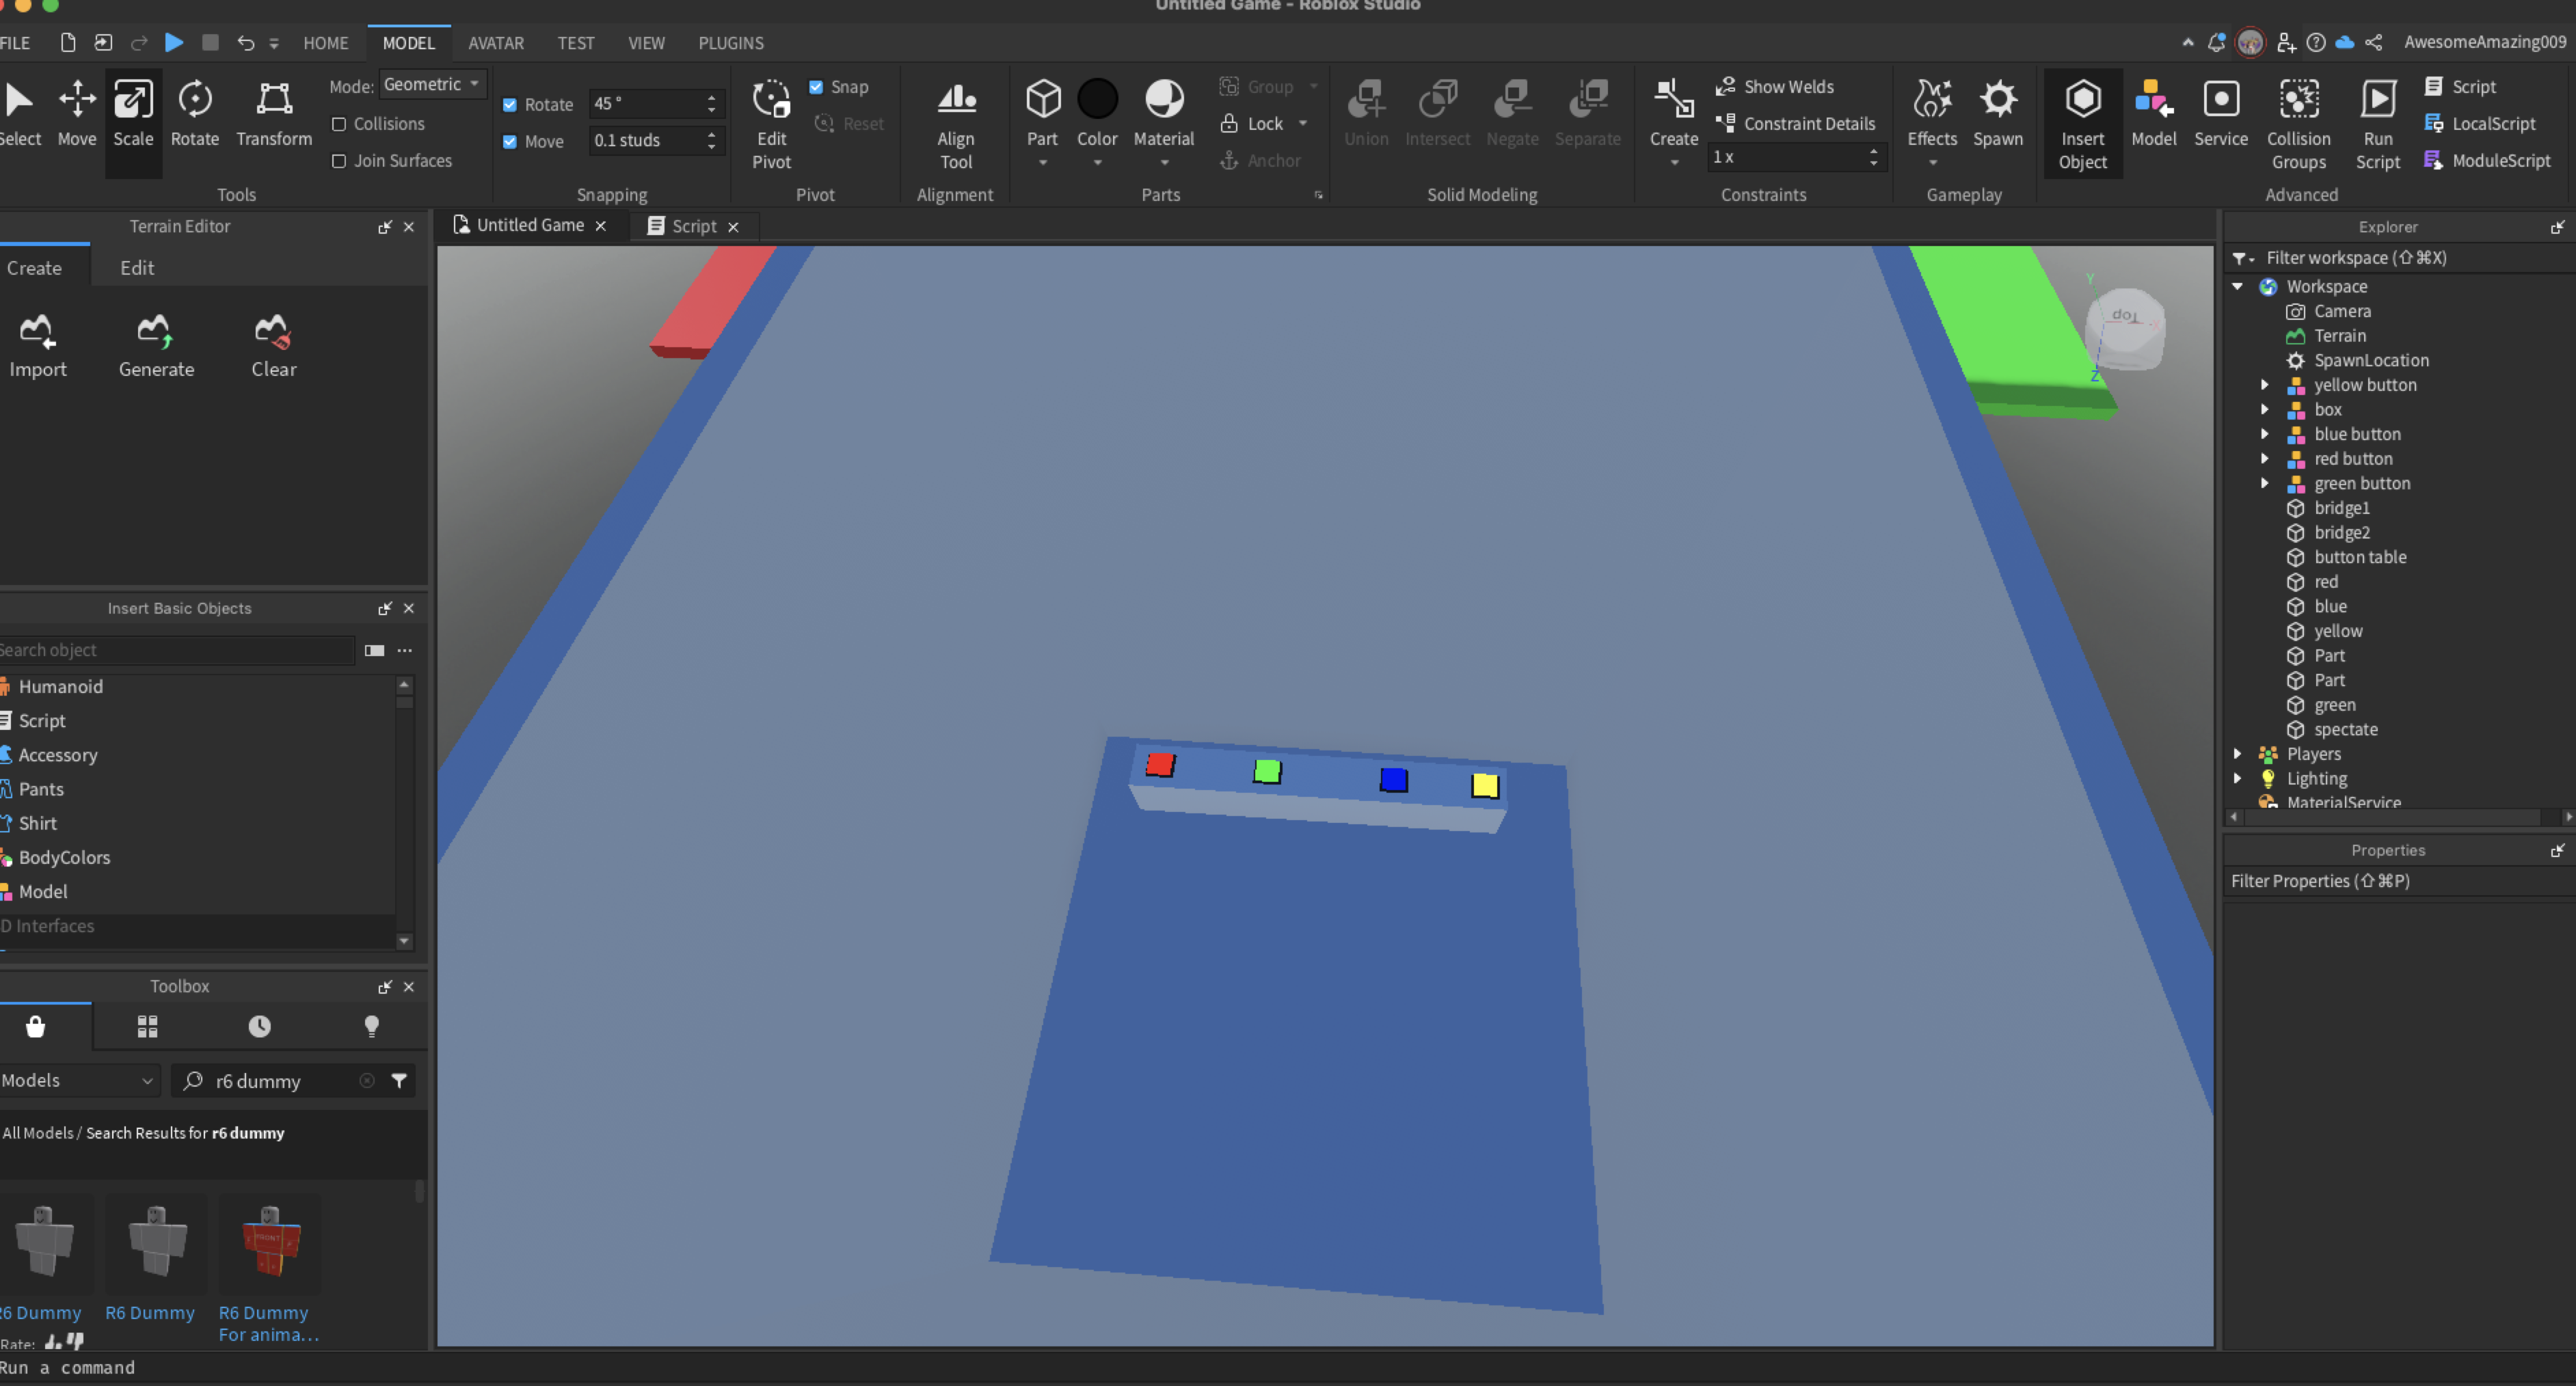 Untitled Game - Roblox Studio
FILE HOME MODEL AVATAR TEST VIEW PLUGINS AwesomeAmazing009
Select Move Scale Rotate Transform
Mode: Geometric
Collisions
Join Surfaces
Tools
Rotate 45 °
Move 0.1 studs
Snapping
Edit Pivot
Snap
Reset
Pivot
Align Tool
Alignment
Part Color Material
Group
Lock
Anchor
Parts
Union Intersect Negate Separate
Solid Modeling
Create
Show Welds
Constraint Details
1 x
Constraints
Effects Spawn
Gameplay
Insert Object
Model
Service
Collision Groups
Run Script
Script
LocalScript
ModuleScript
Advanced
Terrain Editor
Create Edit
Import Generate Clear
Insert Basic Objects
Search object
Humanoid
Script
Accessory
Pants
Shirt
BodyColors
Model
D Interfaces
Toolbox
Models r6 dummy
All Models / Search Results for r6 dummy
FRONT
R6 Dummy R6 Dummy R6 Dummy
For anima...
Rate:
Run a command
Untitled Game Script
Y
Top
Z
Explorer
Filter workspace (⇧⌘X)
Workspace
Camera
Terrain
SpawnLocation
yellow button
box
blue button
red button
green button
bridge1
bridge2
button table
red
blue
yellow
Part
Part
green
spectate
Players
Lighting
MaterialService
Properties
Filter Properties (⇧⌘P)